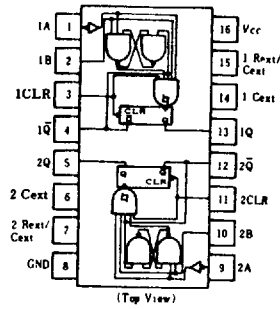 1A 1
1B 2
1CLR 3
1Q̅ 4
2Q 5
2 Cext 6
2 Rext/
Cext 7
GND 8
16 Vcc
15 1 Rext/
Cext
14 1 Cext
13 1Q
12 2Q̅
11 2CLR
10 2B
9 2A
Q
CLR
Q̅ Q
Q Q̅
CLR
Q
(Top View)